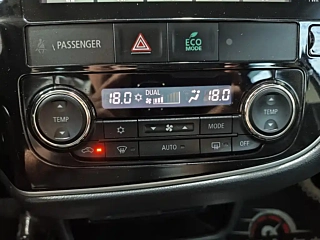 PASSENGER
ECO
MODE
18.0 DUAL 18.0
TEMP MODE TEMP
AUTO OFF